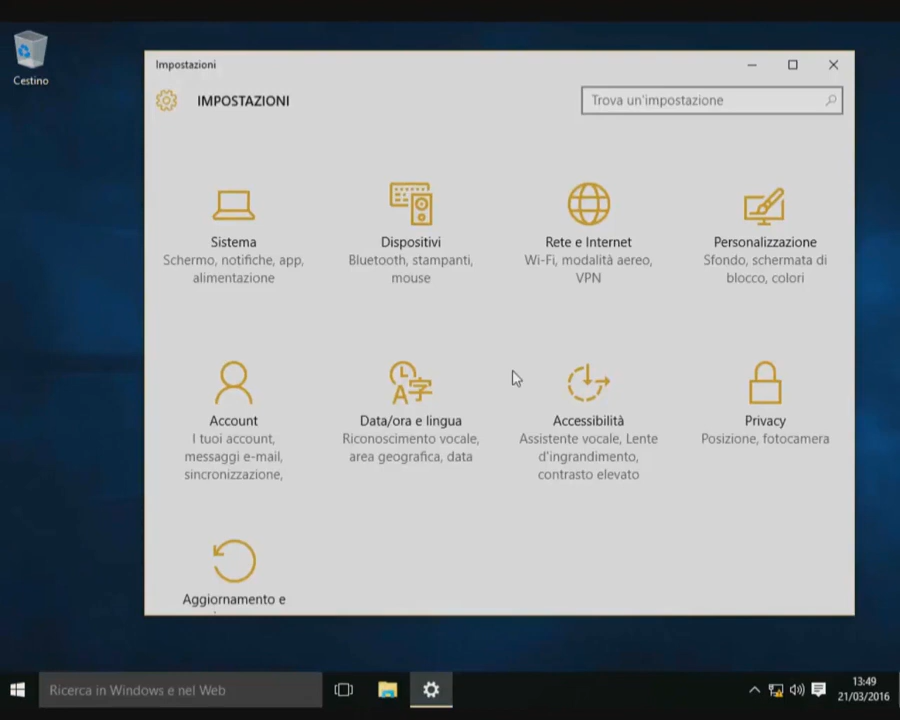 Cestino
Impostazioni
IMPOSTAZIONI
Trova un'impostazione
Sistema
Schermo, notifiche, app,
alimentazione
Dispositivi
Bluetooth, stampanti,
mouse
Rete e Internet
Wi-Fi, modalità aereo,
VPN
Personalizzazione
Sfondo, schermata di
blocco, colori
Account
I tuoi account,
messaggi e-mail,
sincronizzazione,
Data/ora e lingua
Riconoscimento vocale,
area geografica, data
Accessibilità
Assistente vocale, Lente
d'ingrandimento,
contrasto elevato
Privacy
Posizione, fotocamera
Aggiornamento e
Ricerca in Windows e nel Web
13:49
21/03/2016